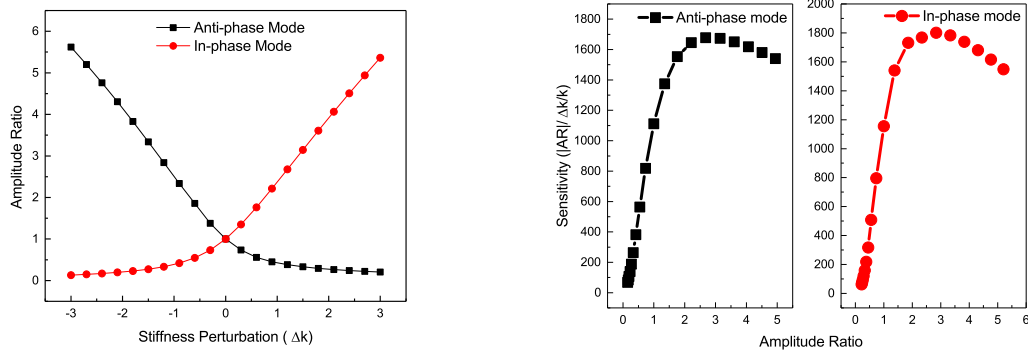 Anti-phase Mode
In-phase Mode
6
5
4
3
2
1
0
Amplitude Ratio
-3 -2 -1 0 1 2 3
Stiffness Perturbation ( Δk)
Anti-phase mode
1800
1600
1400
1200
1000
800
600
400
200
0
Sensitivity (|AR|/ Δk/k)
0 1 2 3 4 5
In-phase mode
2000
1800
1600
1400
1200
1000
800
600
400
200
0
0 1 2 3 4 5 6
Amplitude Ratio